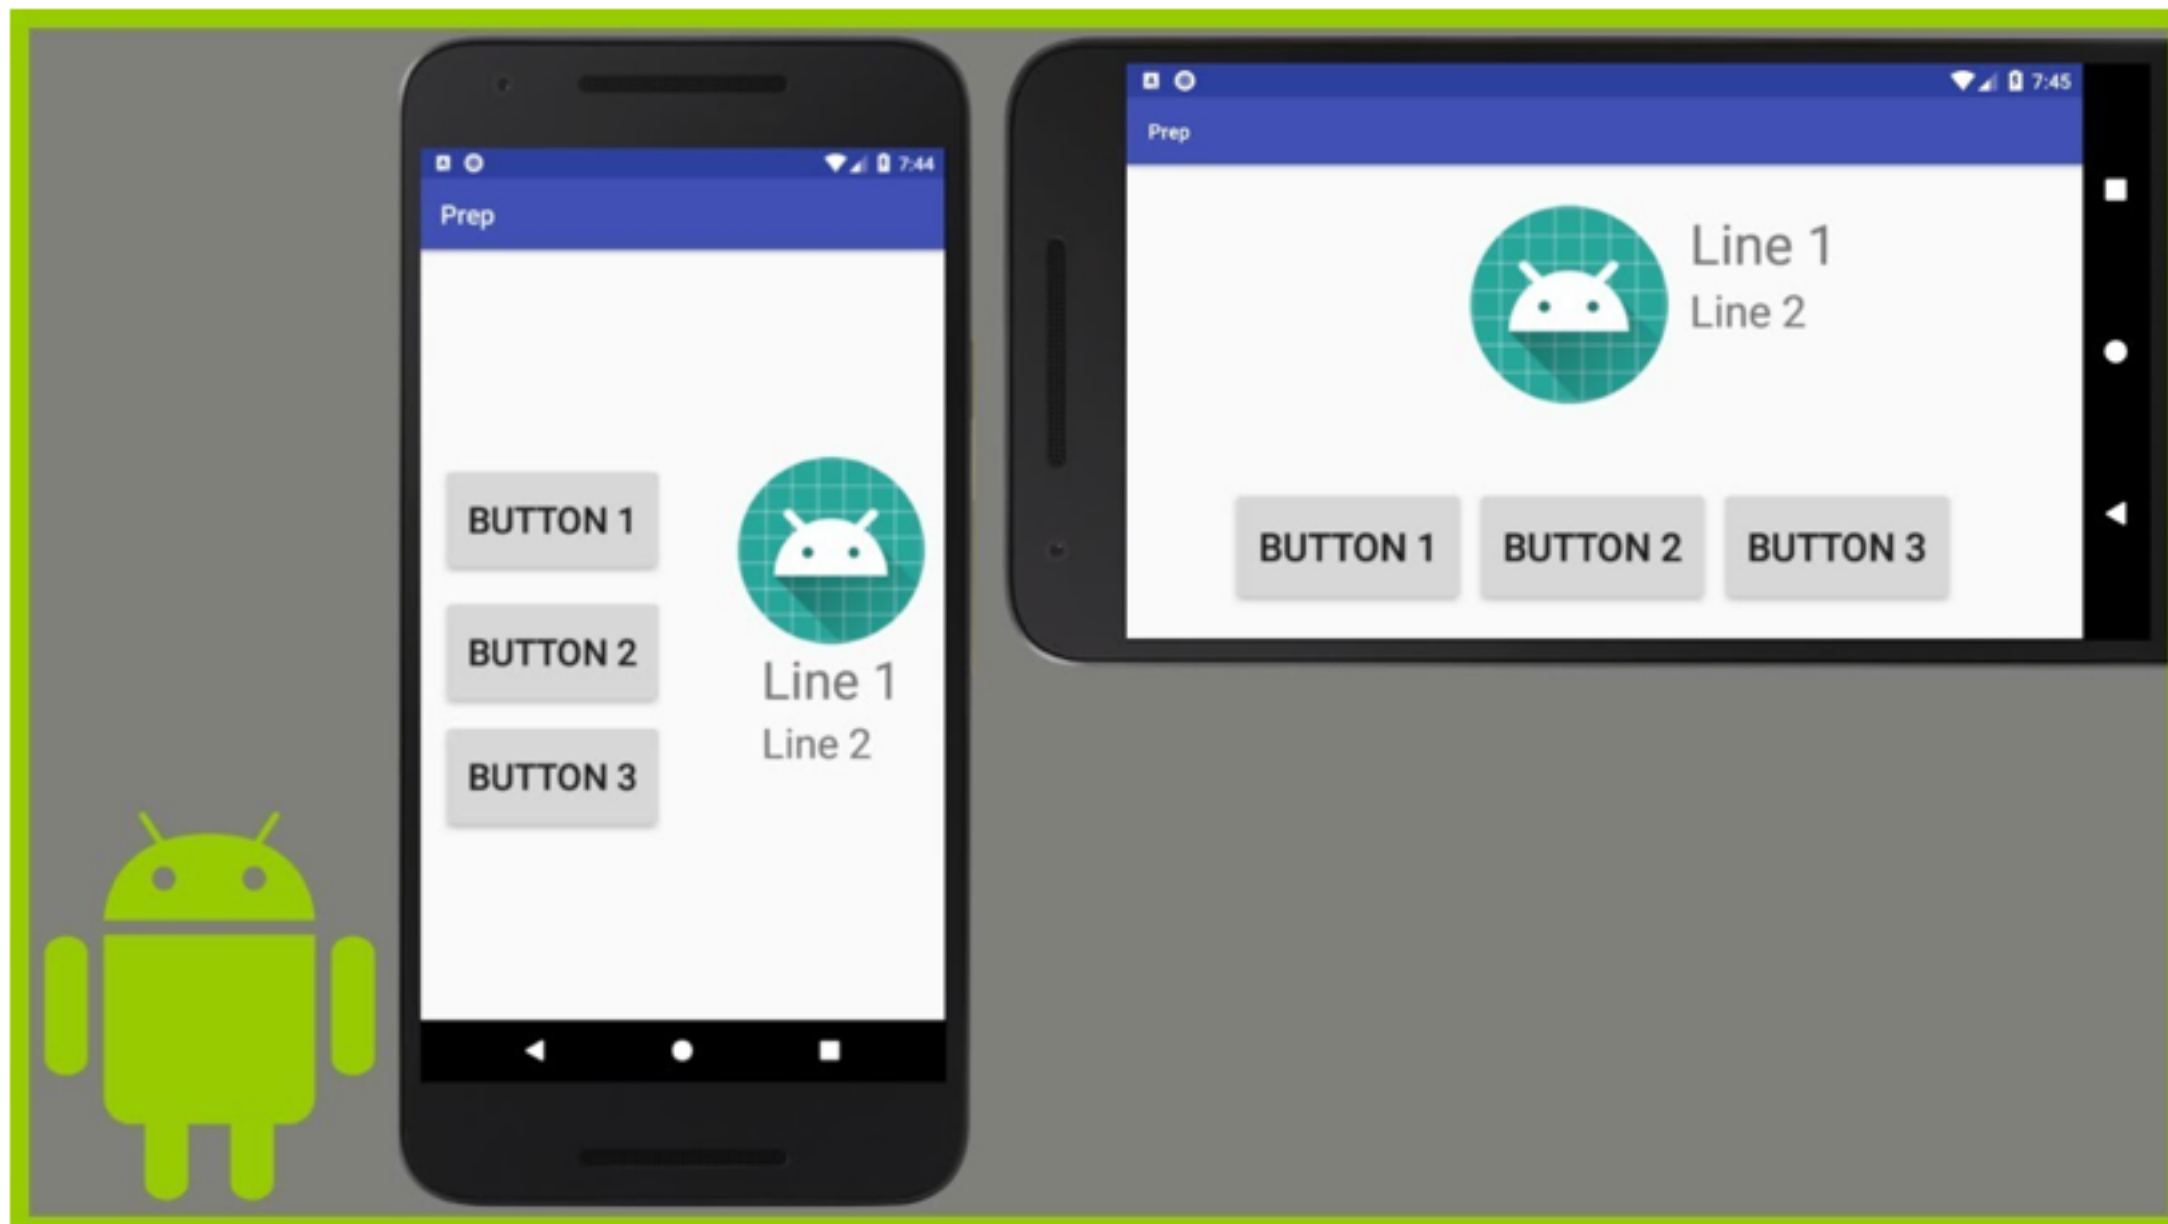 7:44
Prep
BUTTON 1
BUTTON 2
BUTTON 3
Line 1
Line 2
7:45
Prep
Line 1
Line 2
BUTTON 1 BUTTON 2 BUTTON 3